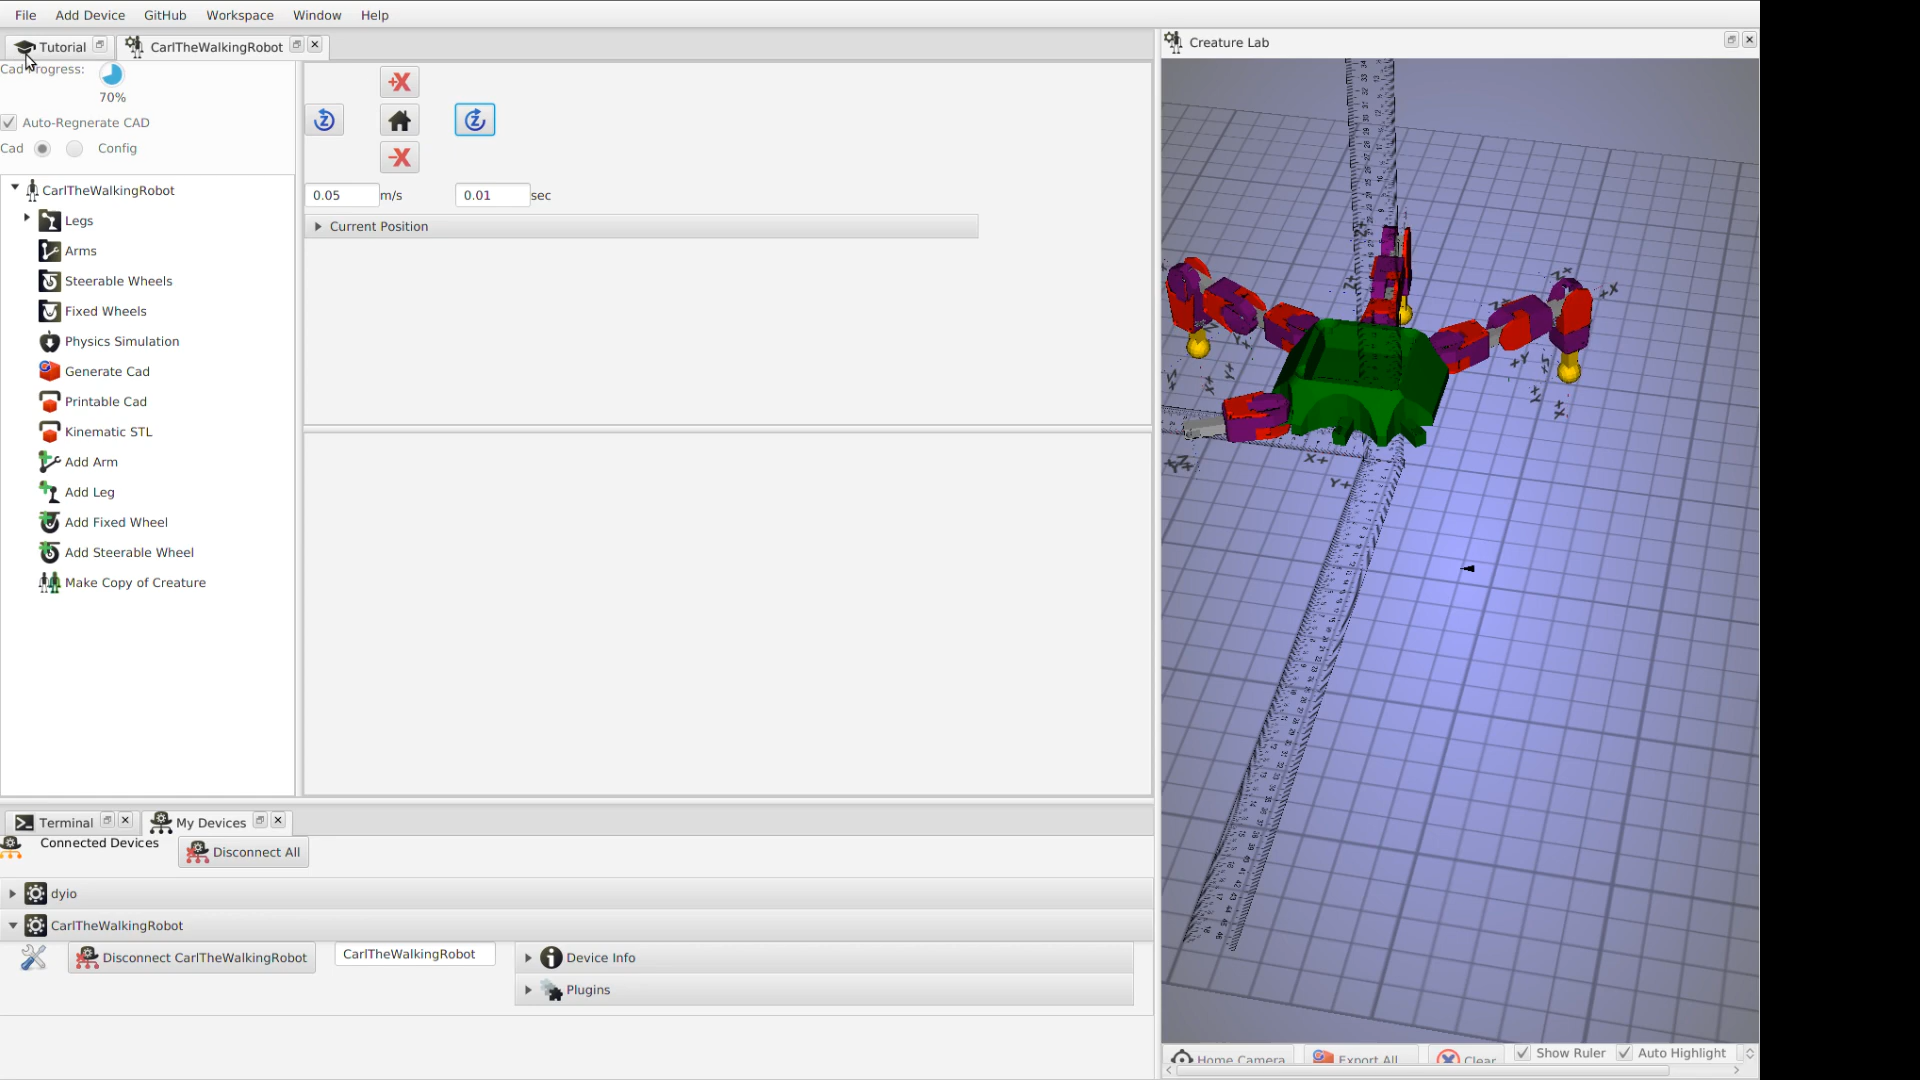 File Add Device GitHub Workspace Window Help
Tutorial CarlTheWalkingRobot
Creature Lab
Cad Progress:
70%
Auto-Regnerate CAD
Cad Config
CarlTheWalkingRobot
Legs
Arms
Steerable Wheels
Fixed Wheels
Physics Simulation
Generate Cad
Printable Cad
Kinematic STL
Add Arm
Add Leg
Add Fixed Wheel
Add Steerable Wheel
Make Copy of Creature
+X
Z Z
-X
0.05 m/s 0.01 sec
Current Position
Terminal My Devices
Connected Devices Disconnect All
dyio
CarlTheWalkingRobot
Disconnect CarlTheWalkingRobot CarlTheWalkingRobot Device Info
Plugins
Home Camera Export All Clear Show Ruler Auto Highlight